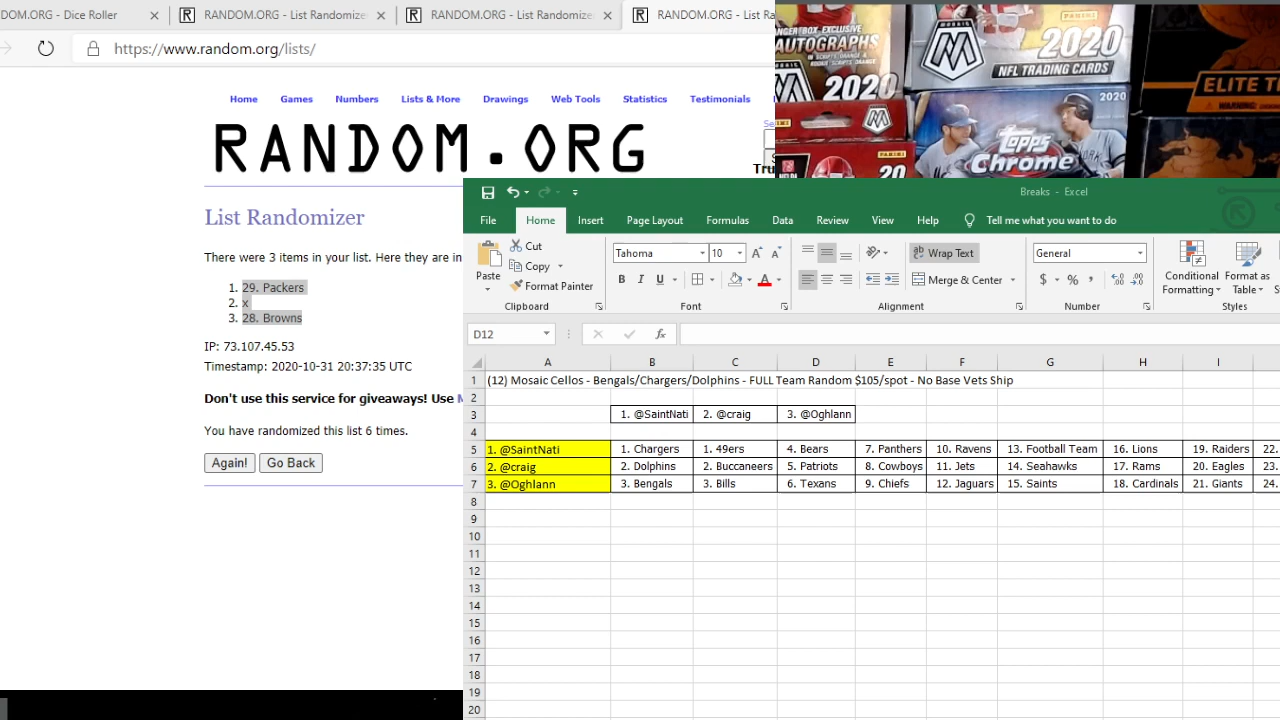 OM.ORG - Dice Roller
RANDOM.ORG - List Randomize
RANDOM.ORG - List Randomize
RANDOM.ORG - List Ra
https://www.random.org/lists/
Home Games Numbers Lists & More Drawings Web Tools Statistics Testimonials
RANDOM.ORG
List Randomizer
There were 3 items in your list. Here they are in
1. 29. Packers
2. x
3. 28. Browns
IP: 73.107.45.53
Timestamp: 2020-10-31 20:37:35 UTC
Don't use this service for giveaways! Use
You have randomized this list 6 times.
Again! Go Back
AUTOGRAPHS
2020
PANINI
MOSAIC
2020
NFL TRADING CARDS
2020
TOPPS
Chrome
20
PANINI
ELITE T
Breaks - Excel
File Home Insert Page Layout Formulas Data Review View Help Tell me what you want to do
Paste
Cut
Copy
Format Painter
Clipboard
Tahoma 10
B I U
Font
Wrap Text
Merge & Center
Alignment
General
$ %
Number
Conditional
Formatting
Format as
Table
Styles
D12 fx
A B C D E F G H I
1 (12) Mosaic Cellos - Bengals/Chargers/Dolphins - FULL Team Random $105/spot - No Base Vets Ship
2
3 1. @SaintNati 2. @craig 3. @Oghlann
4
5 1. @SaintNati 1. Chargers 1. 49ers 4. Bears 7. Panthers 10. Ravens 13. Football Team 16. Lions 19. Raiders 22.
6 2. @craig 2. Dolphins 2. Buccaneers 5. Patriots 8. Cowboys 11. Jets 14. Seahawks 17. Rams 20. Eagles 23.
7 3. @Oghlann 3. Bengals 3. Bills 6. Texans 9. Chiefs 12. Jaguars 15. Saints 18. Cardinals 21. Giants 24.
8
9
10
11
12
13
14
15
16
17
18
19
20